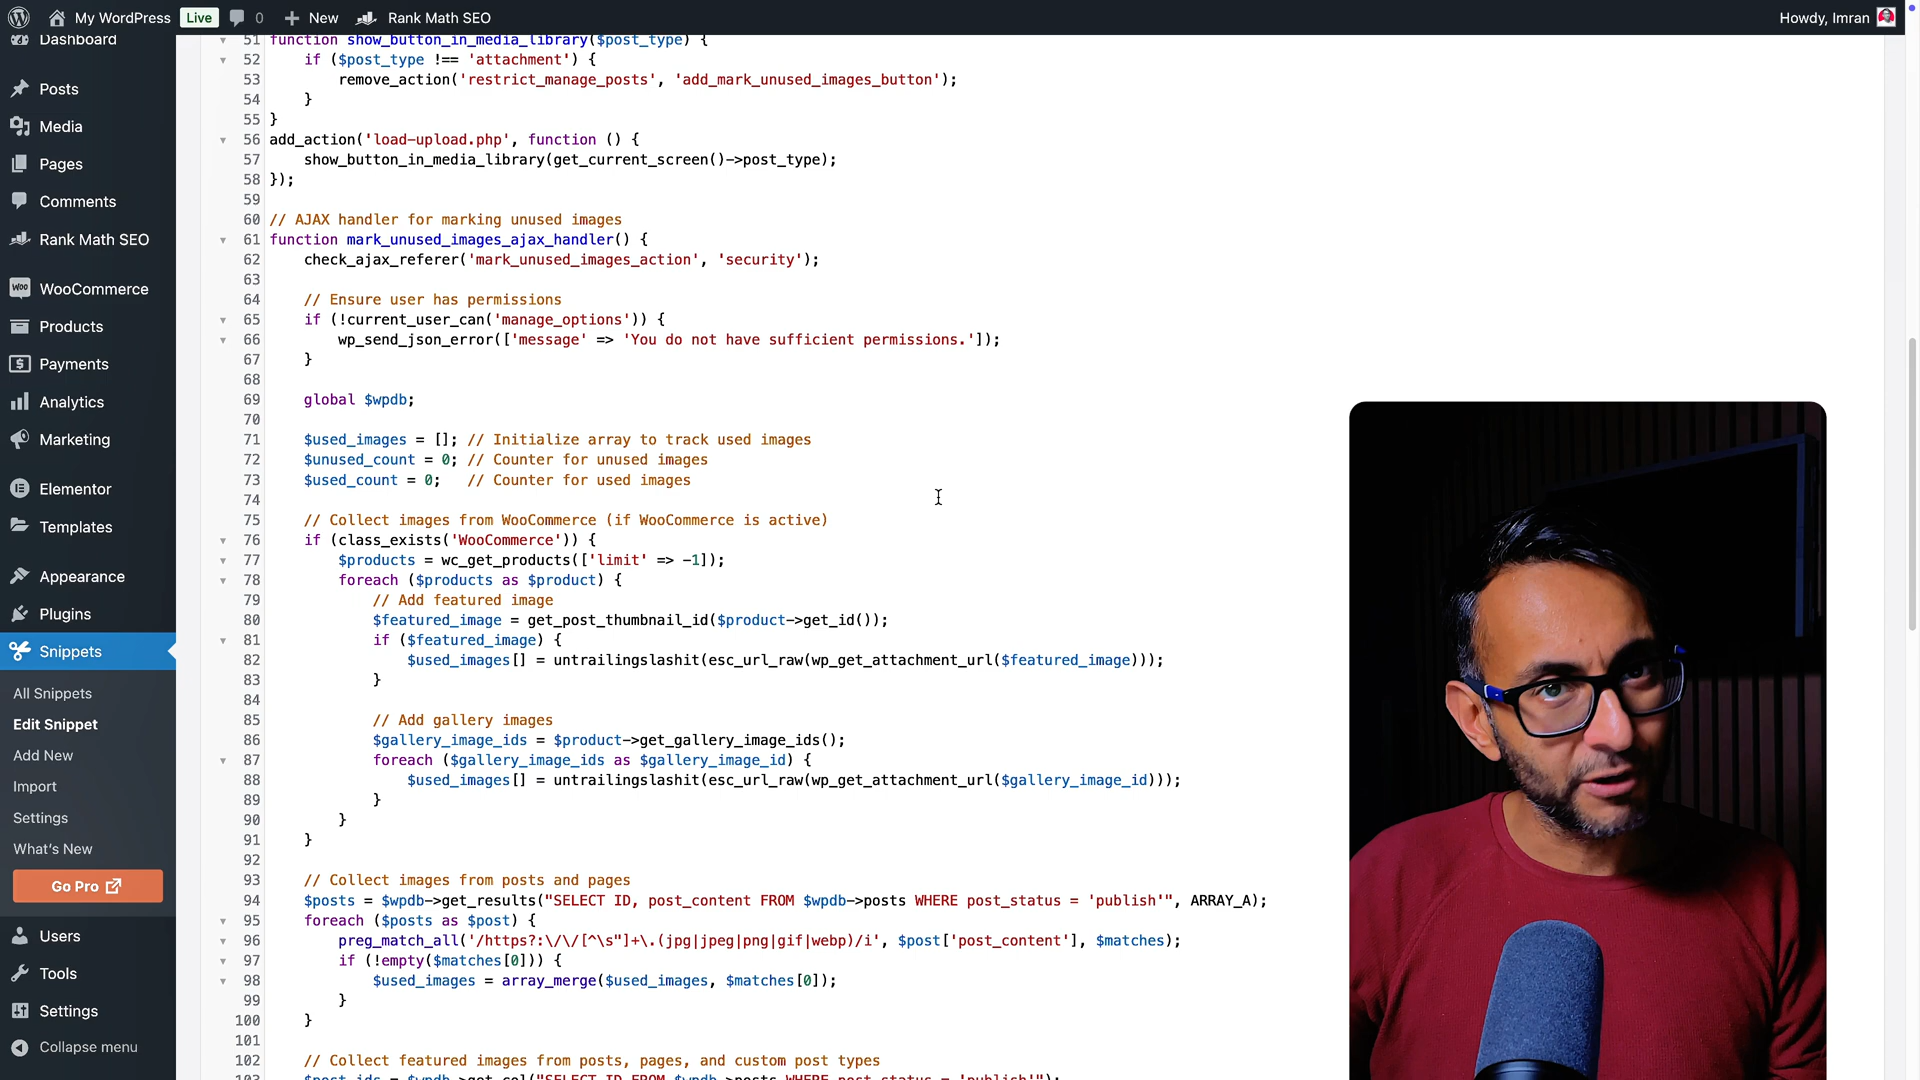 My WordPress
Live
0
New
Rank Math SEO
Howdy, Imran
Dashboard
Posts
Media
Pages
Comments
Rank Math SEO
WooCommerce
Products
Payments
Analytics
Marketing
Elementor
Templates
Appearance
Plugins
Snippets
All Snippets
Edit Snippet
Add New
Import
Settings
What's New
Go Pro
Users
Tools
Settings
Collapse menu
51 function show_button_in_media_library($post_type) {
52 if ($post_type !== 'attachment') {
53 remove_action('restrict_manage_posts', 'add_mark_unused_images_button');
54 }
55 }
56 add_action('load-upload.php', function () {
57 show_button_in_media_library(get_current_screen()->post_type);
58 });
59
60 // AJAX handler for marking unused images
61 function mark_unused_images_ajax_handler() {
62 check_ajax_referer('mark_unused_images_action', 'security');
63
64 // Ensure user has permissions
65 if (!current_user_can('manage_options')) {
66 wp_send_json_error(['message' => 'You do not have sufficient permissions.']);
67 }
68
69 global $wpdb;
70
71 $used_images = []; // Initialize array to track used images
72 $unused_count = 0; // Counter for unused images
73 $used_count = 0; // Counter for used images
74
75 // Collect images from WooCommerce (if WooCommerce is active)
76 if (class_exists('WooCommerce')) {
77 $products = wc_get_products(['limit' => -1]);
78 foreach ($products as $product) {
79 // Add featured image
80 $featured_image = get_post_thumbnail_id($product->get_id());
81 if ($featured_image) {
82 $used_images[] = untrailingslashit(esc_url_raw(wp_get_attachment_url($featured_image)));
83 }
84
85 // Add gallery images
86 $gallery_image_ids = $product->get_gallery_image_ids();
87 foreach ($gallery_image_ids as $gallery_image_id) {
88 $used_images[] = untrailingslashit(esc_url_raw(wp_get_attachment_url($gallery_image_id)));
89 }
90 }
91 }
92
93 // Collect images from posts and pages
94 $posts = $wpdb->get_results("SELECT ID, post_content FROM $wpdb->posts WHERE post_status = 'publish'", ARRAY_A);
95 foreach ($posts as $post) {
96 preg_match_all('/https?:\/\/[^\s"]+\.(jpg|jpeg|png|gif|webp)/i', $post['post_content'], $matches);
97 if (!empty($matches[0])) {
98 $used_images = array_merge($used_images, $matches[0]);
99 }
100 }
101
102 // Collect featured images from posts, pages, and custom post types
103 $post_ids = $wpdb->get_col("SELECT ID FROM $wpdb->posts WHERE post_status = 'publish'");